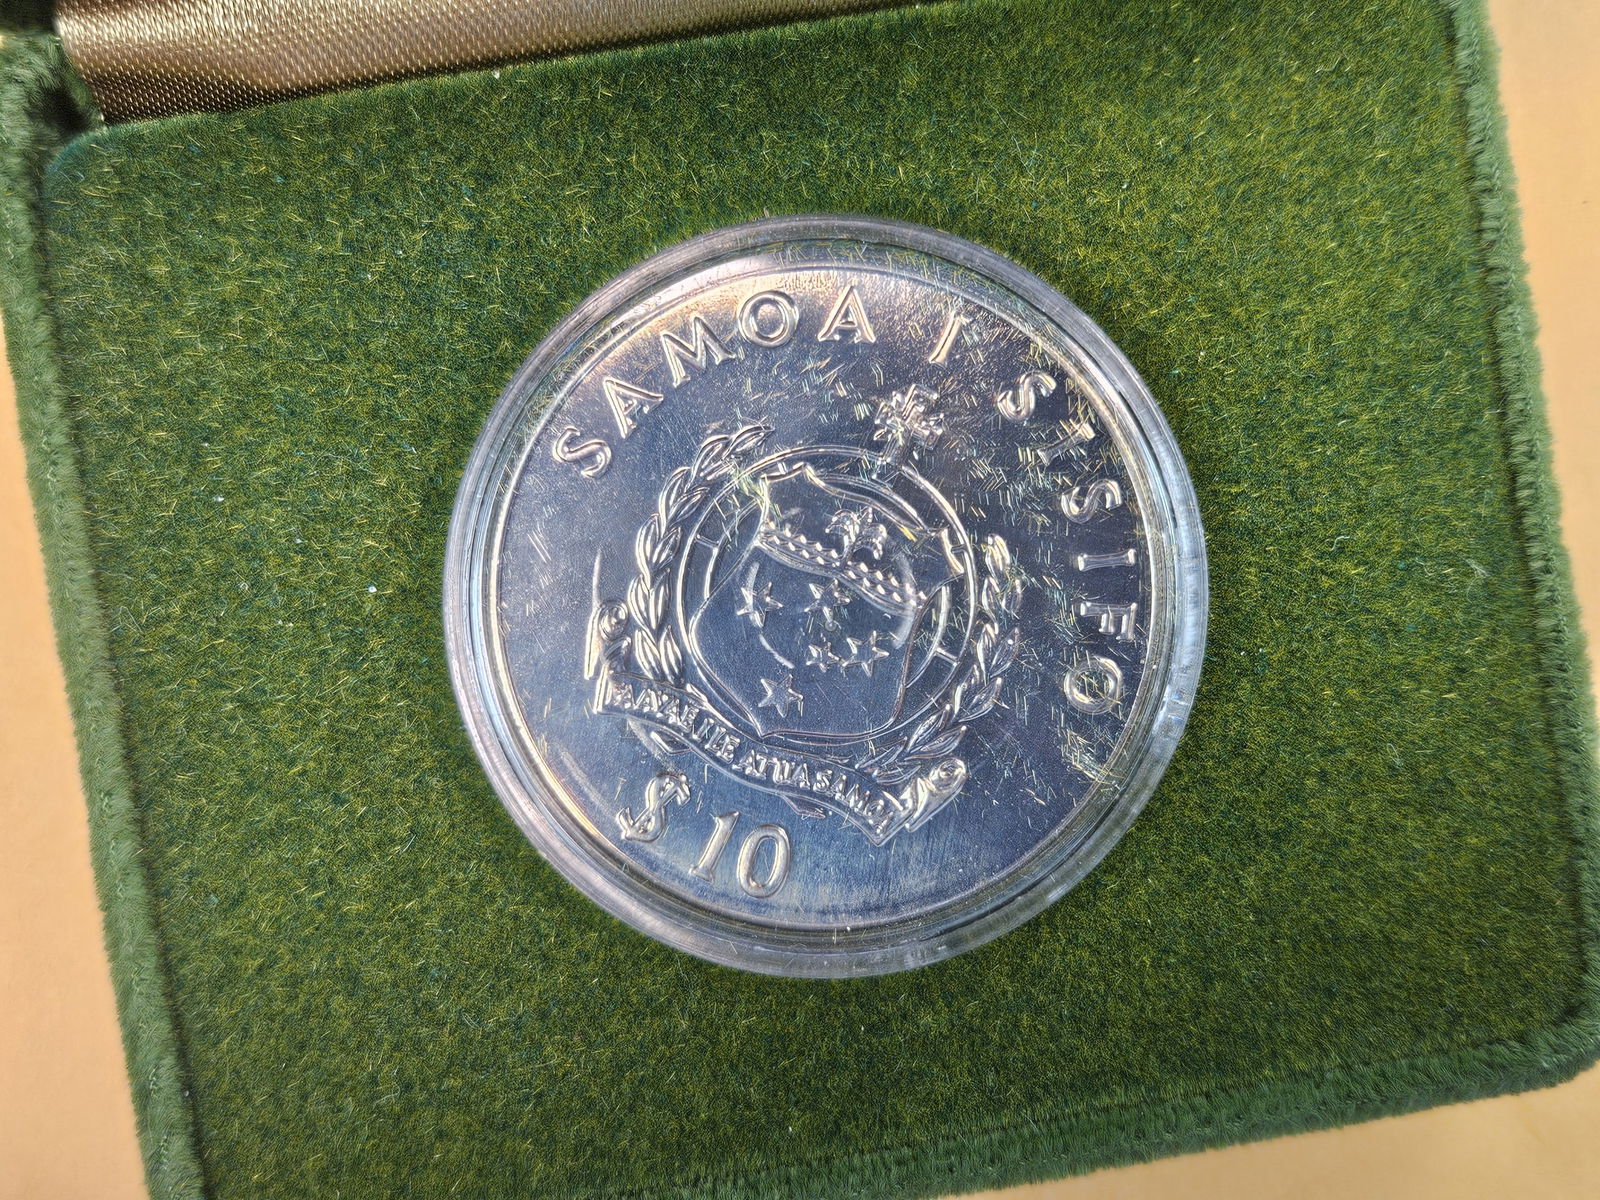 SAMOA I SISIFO
FAAVAE I LE ATUA SAMOA
$ 10